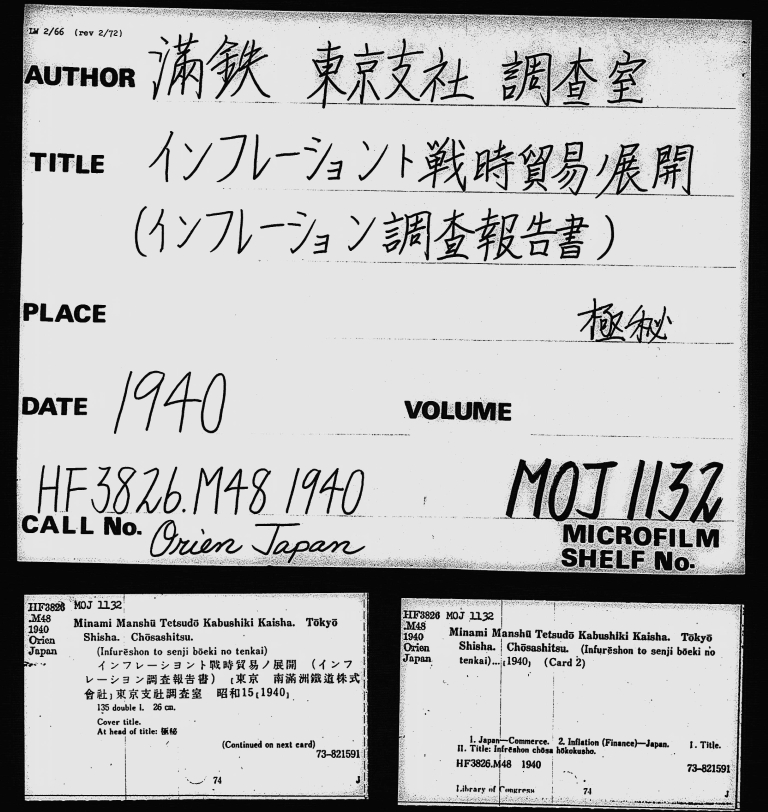 LW 2/66 (rev 2/72)
AUTHOR 満鉄 東京支社 調査室
TITLE インフレーショント戦時貿易ノ展開
(インフレーション調査報告書)
PLACE
極秘
DATE 1940 VOLUME
HF3826.M48 1940 MOJ 1132
CALL No. Orien Japan MICROFILM
SHELF No.
HF3826 MOJ 1132
.M48
1940
Orien
Japan
Minami Manshū Tetsudō Kabushiki Kaisha. Tōkyō
Shisha. Chōsashitsu.
(Infurēshon to senji bōeki no tenkai)
インフレーショント戰時貿易ノ展開 (インフ
レーション調査報告書) [東京 南滿洲鐵道株式
會社]東京支社調査室 昭和15[1940]
135 double l. 26 cm.
Cover title.
At head of title: 極秘
(Continued on next card)
73-821591
74 J
HF3826 MOJ 1132
.M48
1940
Orien
Japan
Minami Manshū Tetsudō Kabushiki Kaisha. Tōkyō
Shisha. Chōsashitsu. (Infurēshon to senji bōeki no
tenkai)... [1940] (Card 2)
1. Japan—Commerce. 2. Inflation (Finance)—Japan. I. Title.
II. Title: Infrēshon chōsa hōkokusho.
HF3826.M48 1940 73-821591
Library of Congress 74 J